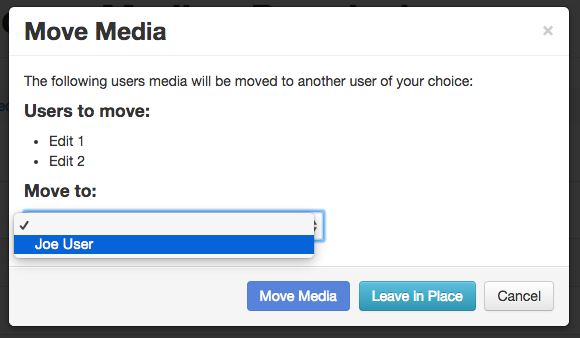 Move Media
×
The following users media will be moved to another user of your choice:
Users to move:
• Edit 1
• Edit 2
Move to:
✓
Joe User
Move Media
Leave in Place
Cancel